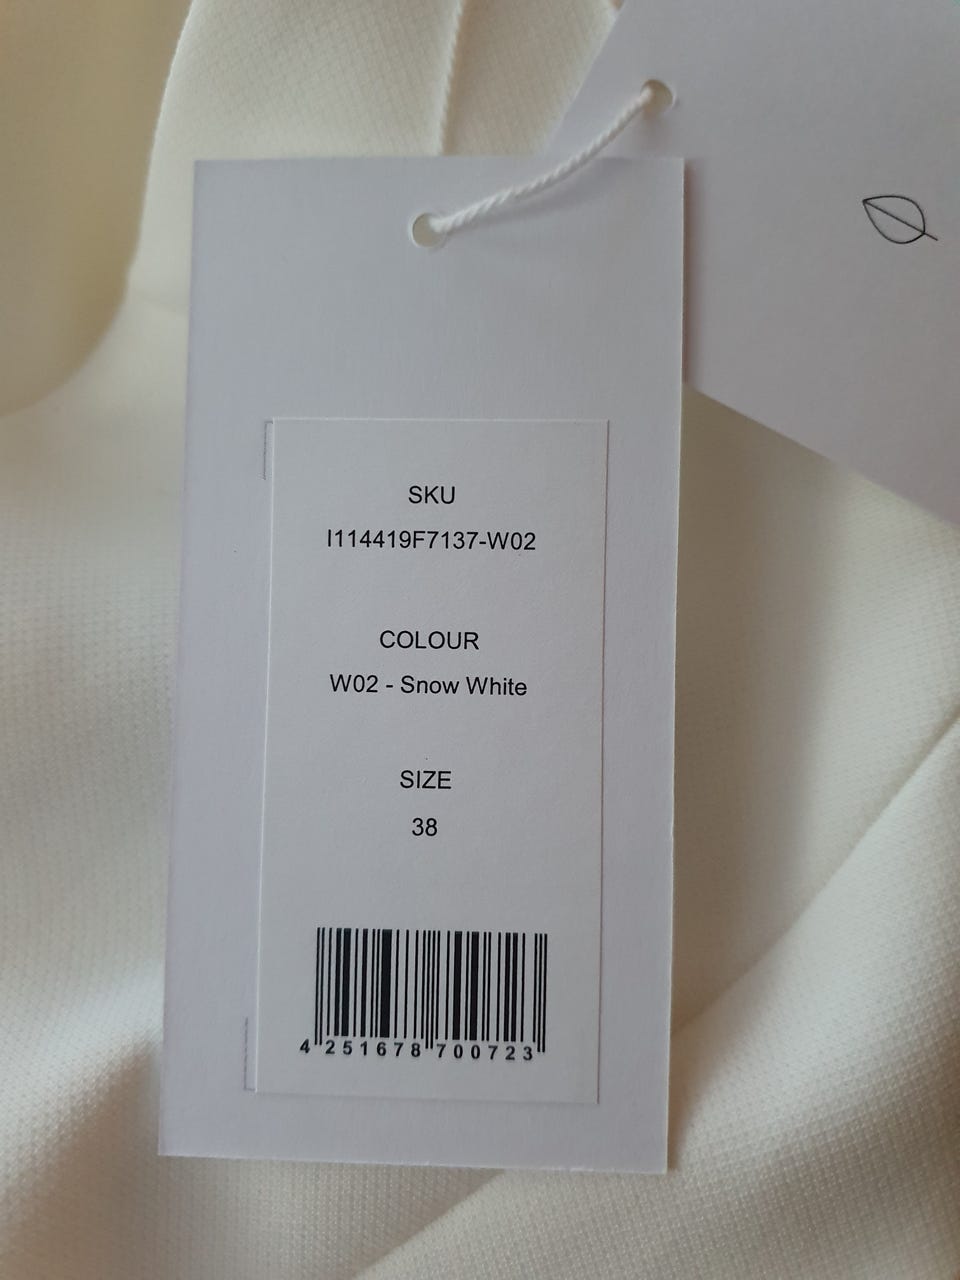 SKU
I114419F7137-W02
COLOUR
W02 - Snow White
SIZE
38
4 251678 700723